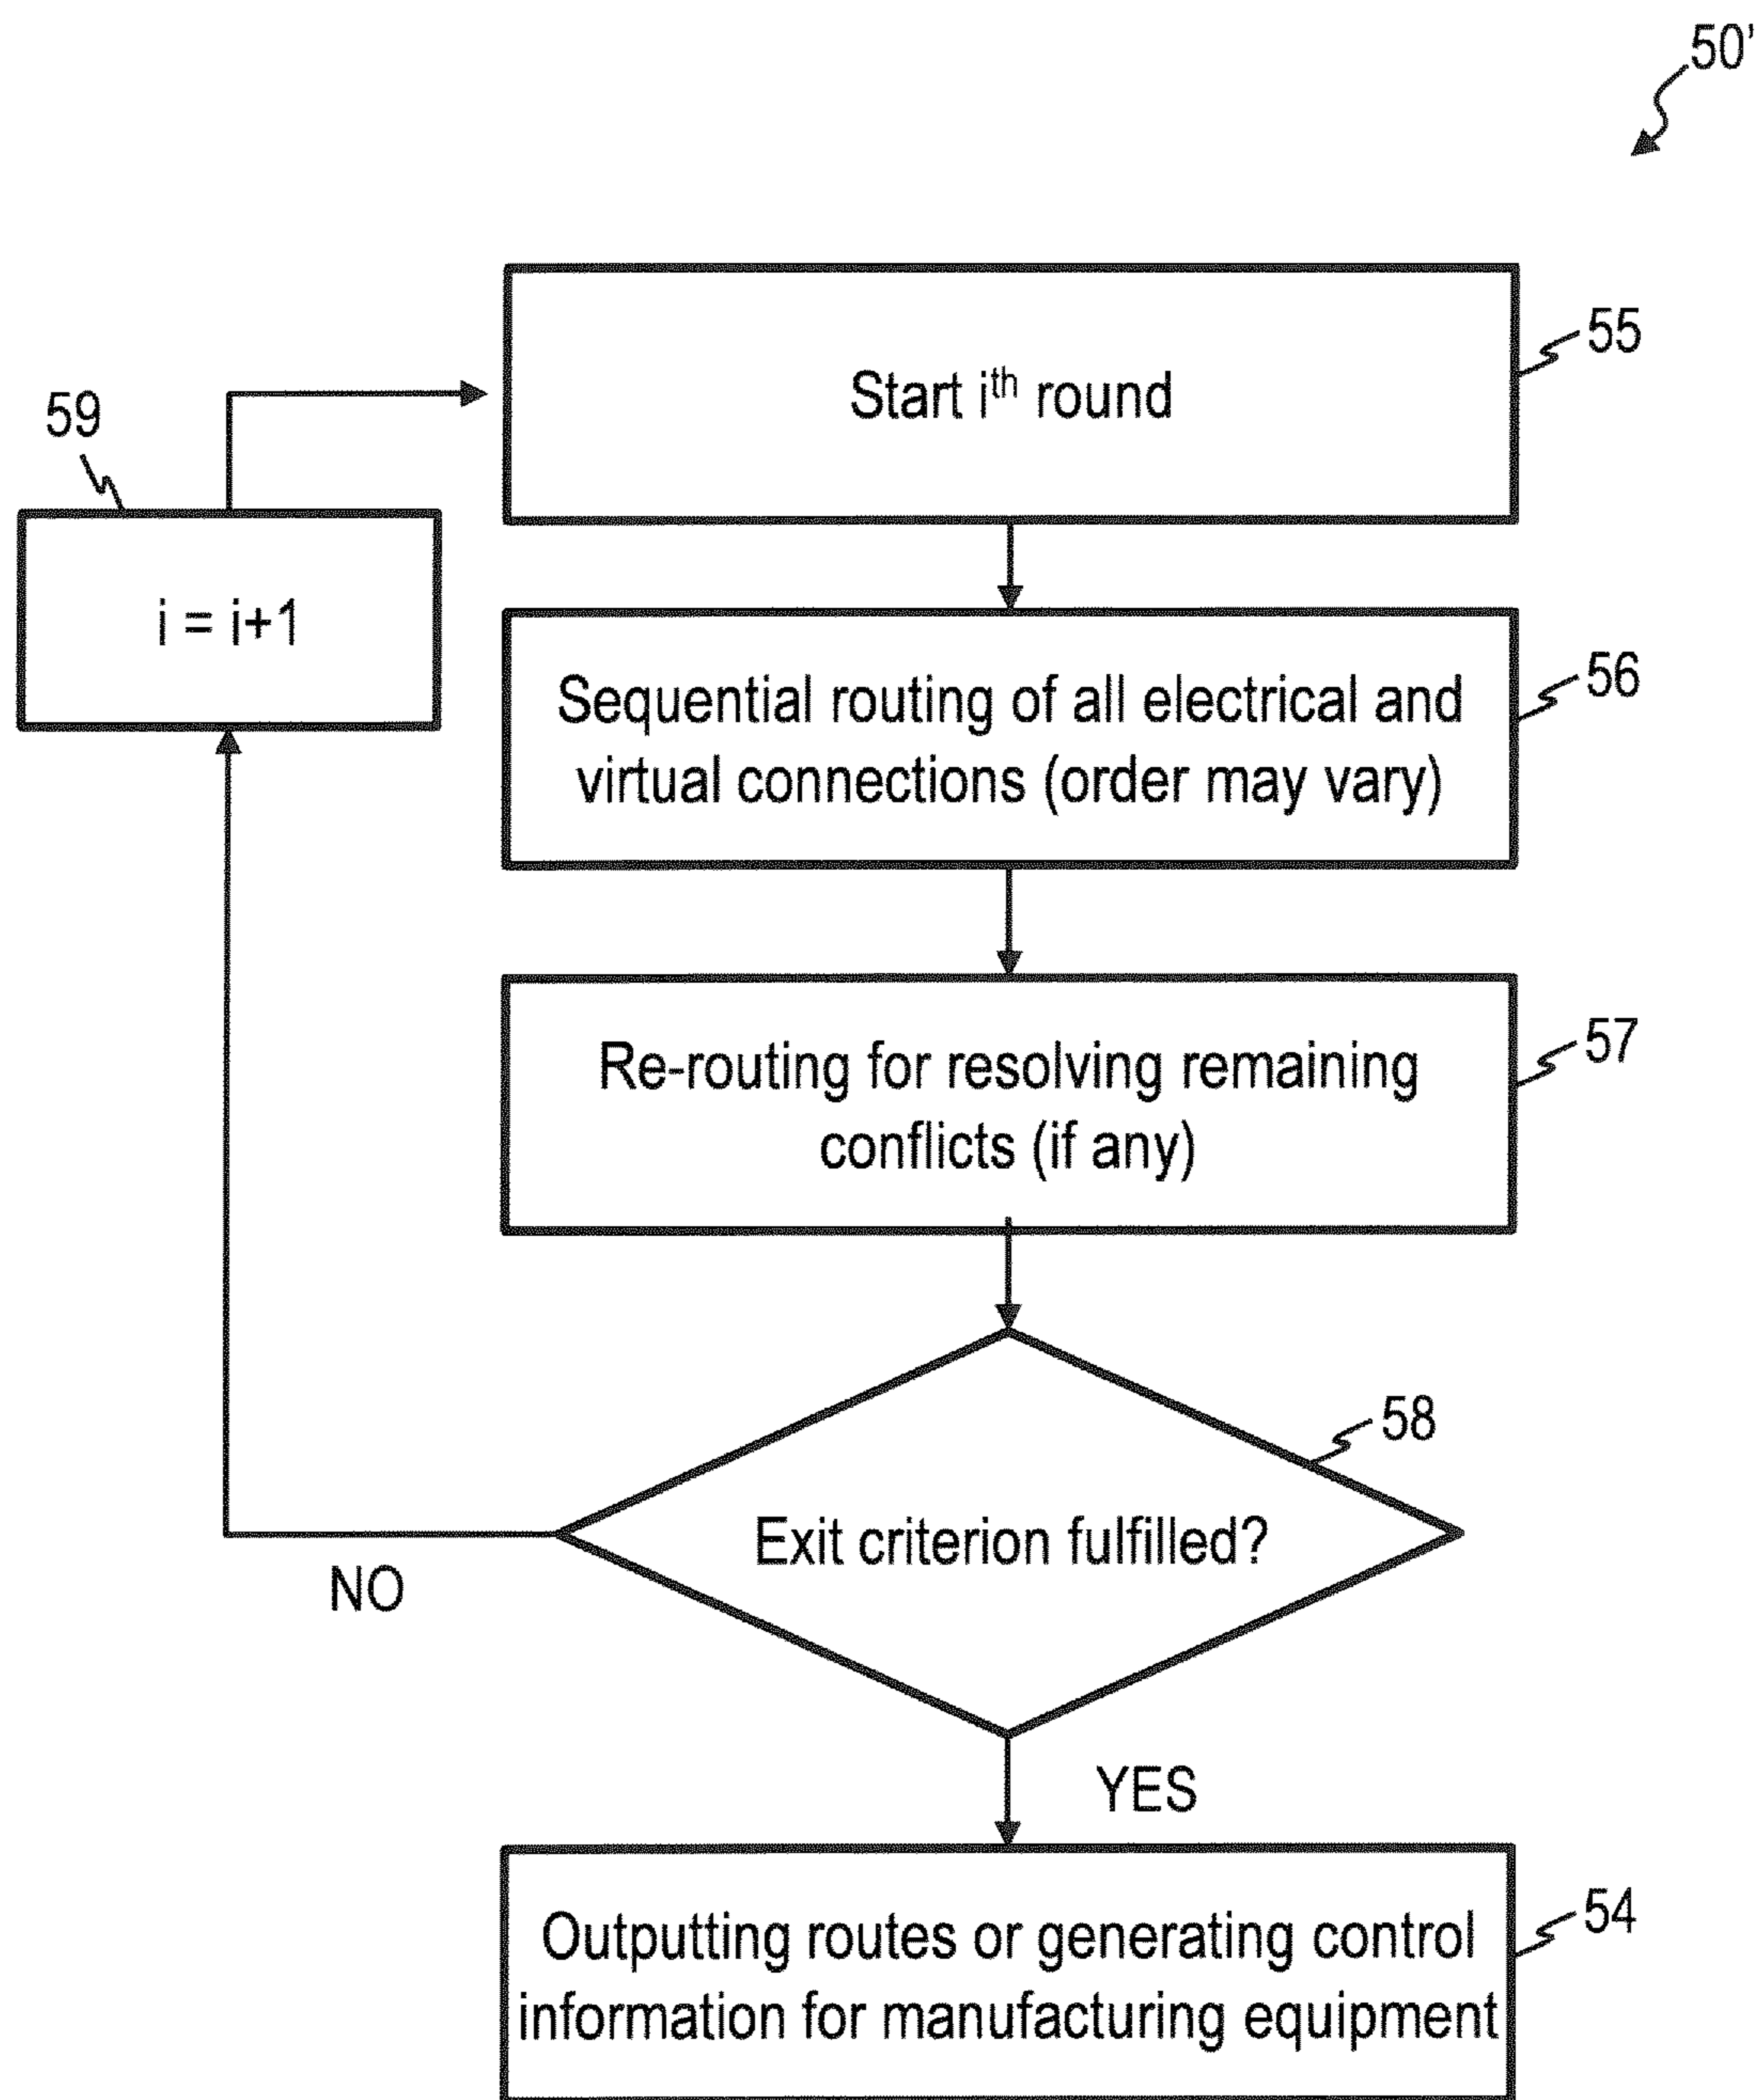 50'
55
Start ith round
59
i = i+1
56
Sequential routing of all electrical and
virtual connections (order may vary)
57
Re-routing for resolving remaining
conflicts (if any)
58
Exit criterion fulfilled?
NO
YES
54
Outputting routes or generating control
information for manufacturing equipment